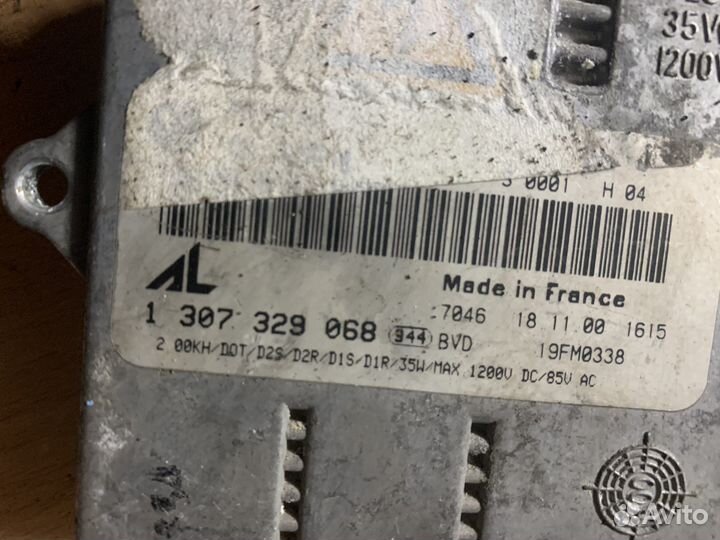 35V
1200V
0001 H 04
AL
Made in France
:7046 18.11.00 1615
1 307 329 068 344 BVD 19FM0338
2.00KH/DOT/D2S/D2R/D1S/D1R/35W/MAX 1200V DC/85V AC
Avito